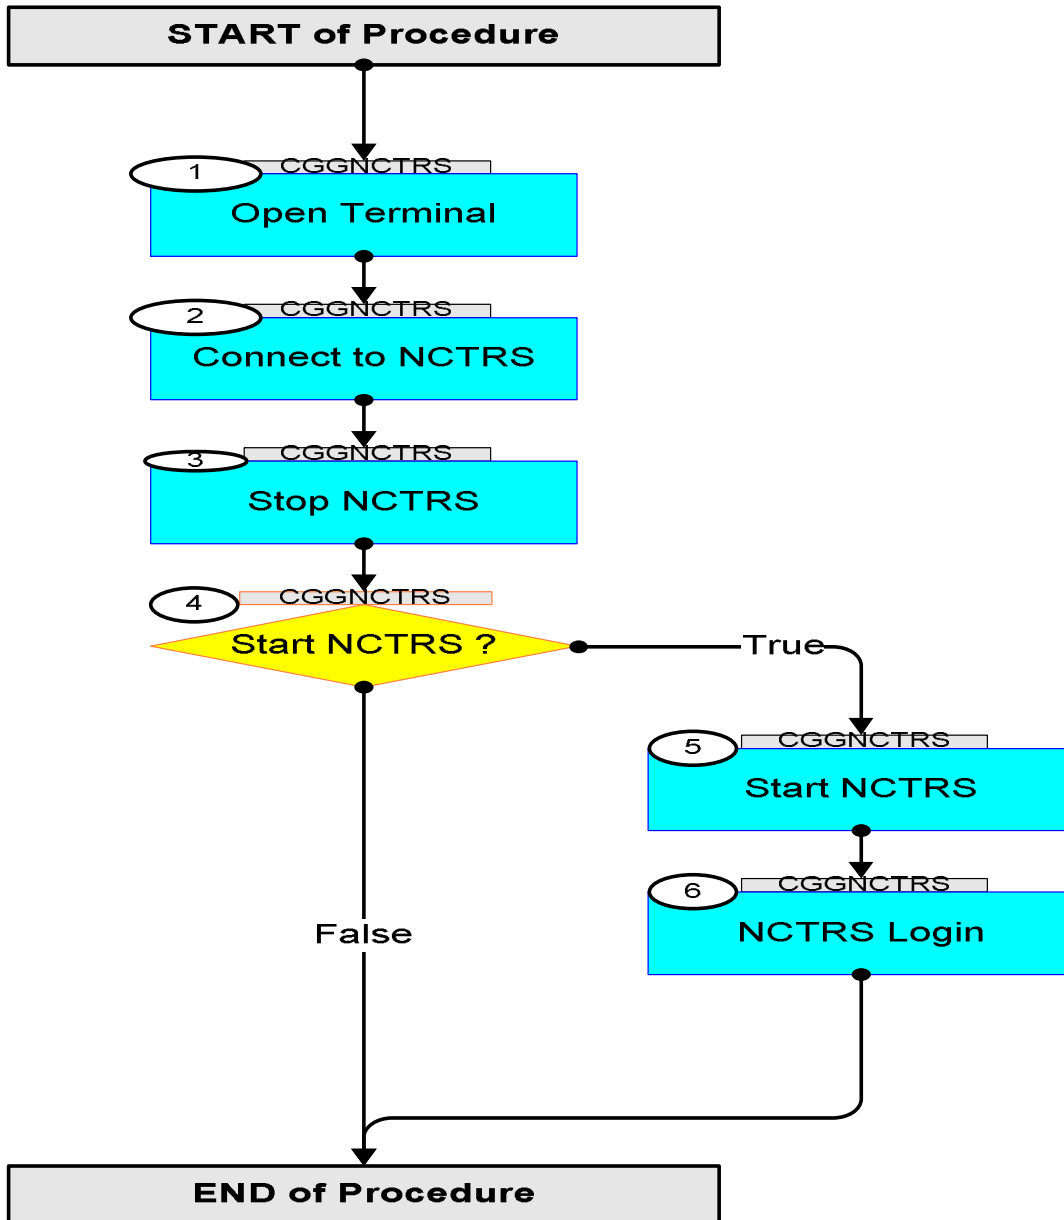 START of Procedure
CGGNCTRS
1
Open Terminal
CGGNCTRS
2
Connect to NCTRS
CGGNCTRS
3
Stop NCTRS
CGGNCTRS
4
Start NCTRS ?
True
CGGNCTRS
5
Start NCTRS
CGGNCTRS
6
NCTRS Login
False
END of Procedure